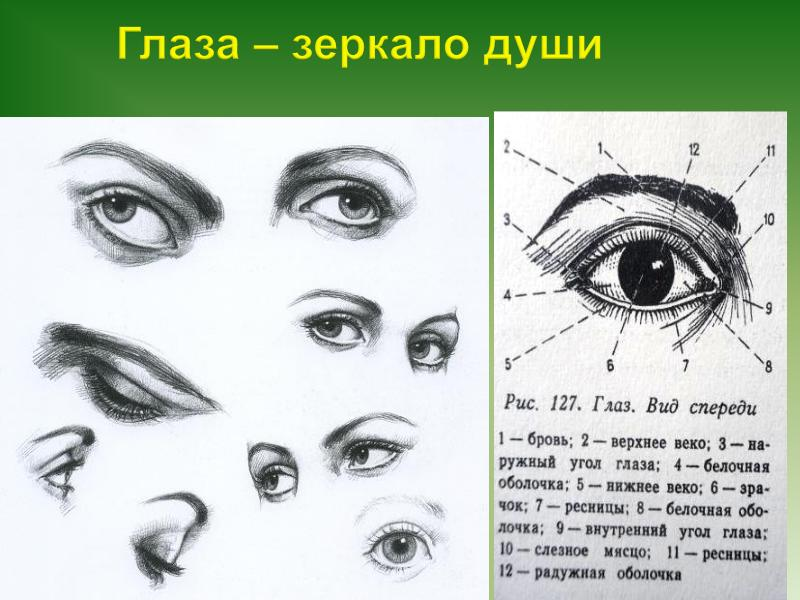 Глаза – зеркало души
2
1
12
11
3
10
4
9
5
6
7
8
Рис. 127. Глаз. Вид спереди
1 — бровь; 2 — верхнее веко; 3 — на-
ружный угол глаза; 4 — белочная
оболочка; 5 — нижнее веко; 6 — зра-
чок; 7 — ресницы; 8 — белочная обо-
лочка; 9 — внутренний угол глаза;
10 — слезное мясцо; 11 — ресницы;
12 — радужная оболочка